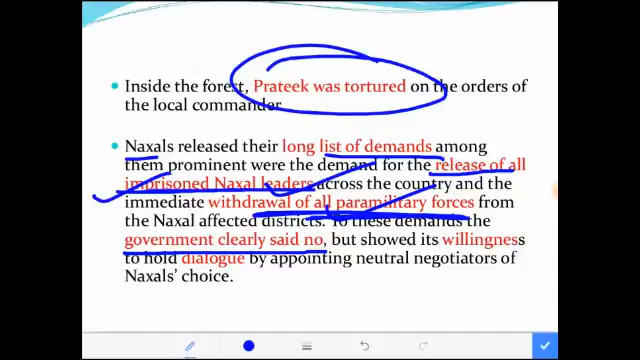 Inside the forest, Prateek was tortured on the orders of
the local commander.
Naxals released their long list of demands among
them prominent were the demand for the release of all
imprisoned Naxal leaders across the country and the
immediate withdrawal of all paramilitary forces from
the Naxal affected districts. To these demands the
government clearly said no, but showed its willingness
to hold dialogue by appointing neutral negotiators of
Naxals' choice.